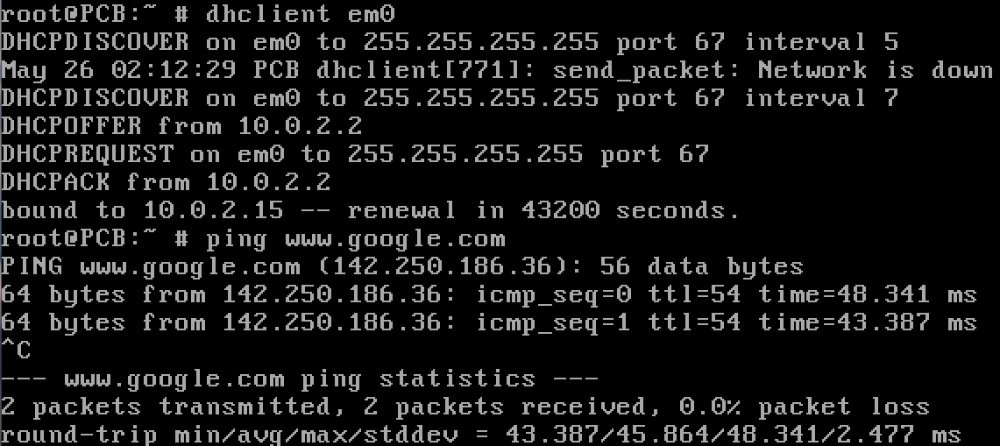 root@PCB:~ # dhclient em0
DHCPDISCOVER on em0 to 255.255.255.255 port 67 interval 5
May 26 02:12:29 PCB dhclient[771]: send_packet: Network is down
DHCPDISCOVER on em0 to 255.255.255.255 port 67 interval 7
DHCPOFFER from 10.0.2.2
DHCPREQUEST on em0 to 255.255.255.255 port 67
DHCPACK from 10.0.2.2
bound to 10.0.2.15 -- renewal in 43200 seconds.
root@PCB:~ # ping www.google.com
PING www.google.com (142.250.186.36): 56 data bytes
64 bytes from 142.250.186.36: icmp_seq=0 ttl=54 time=48.341 ms
64 bytes from 142.250.186.36: icmp_seq=1 ttl=54 time=43.387 ms
^C
--- www.google.com ping statistics ---
2 packets transmitted, 2 packets received, 0.0% packet loss
round-trip min/avg/max/stddev = 43.387/45.864/48.341/2.477 ms